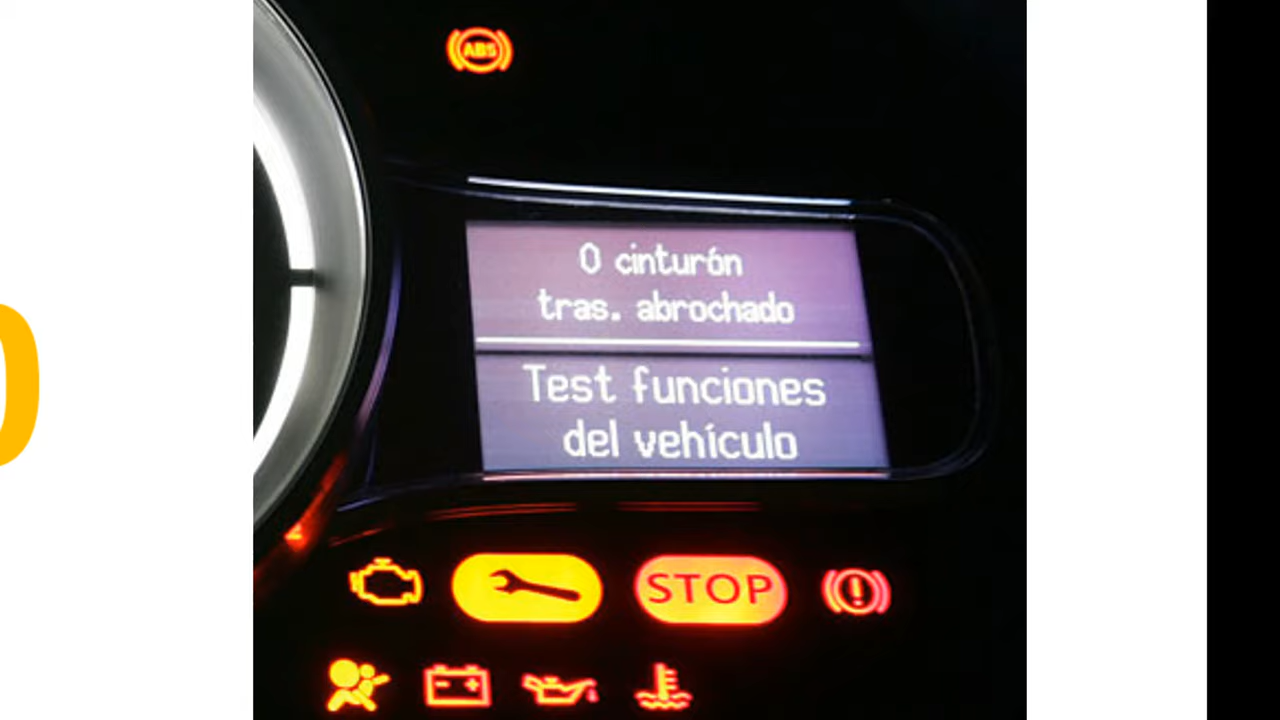 ABS
0 cinturón
tras. abrochado
Test funciones
del vehículo
STOP